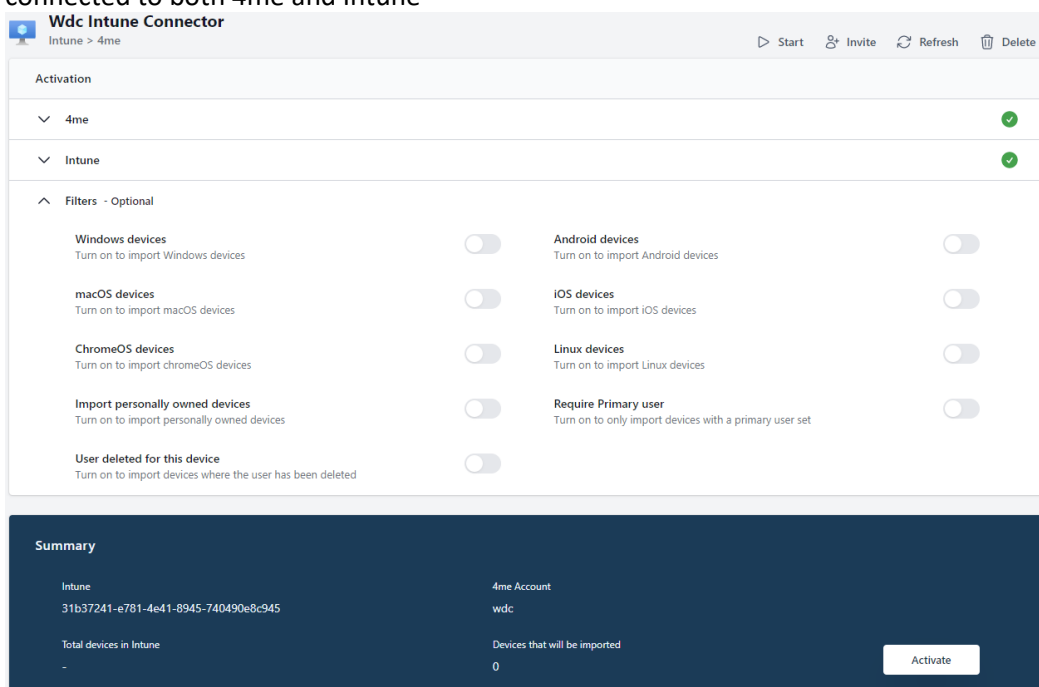 connected to both 4me and Intune
Wdc Intune Connector
Intune > 4me
Start Invite Refresh Delete
Activation
4me
Intune
Filters - Optional
Windows devices
Turn on to import Windows devices
Android devices
Turn on to import Android devices
macOS devices
Turn on to import macOS devices
iOS devices
Turn on to import iOS devices
ChromeOS devices
Turn on to import chromeOS devices
Linux devices
Turn on to import Linux devices
Import personally owned devices
Turn on to import personally owned devices
Require Primary user
Turn on to only import devices with a primary user set
User deleted for this device
Turn on to import devices where the user has been deleted
Summary
Intune
31b37241-e781-4e41-8945-740490e8c945
4me Account
wdc
Total devices in Intune
-
Devices that will be imported
0
Activate